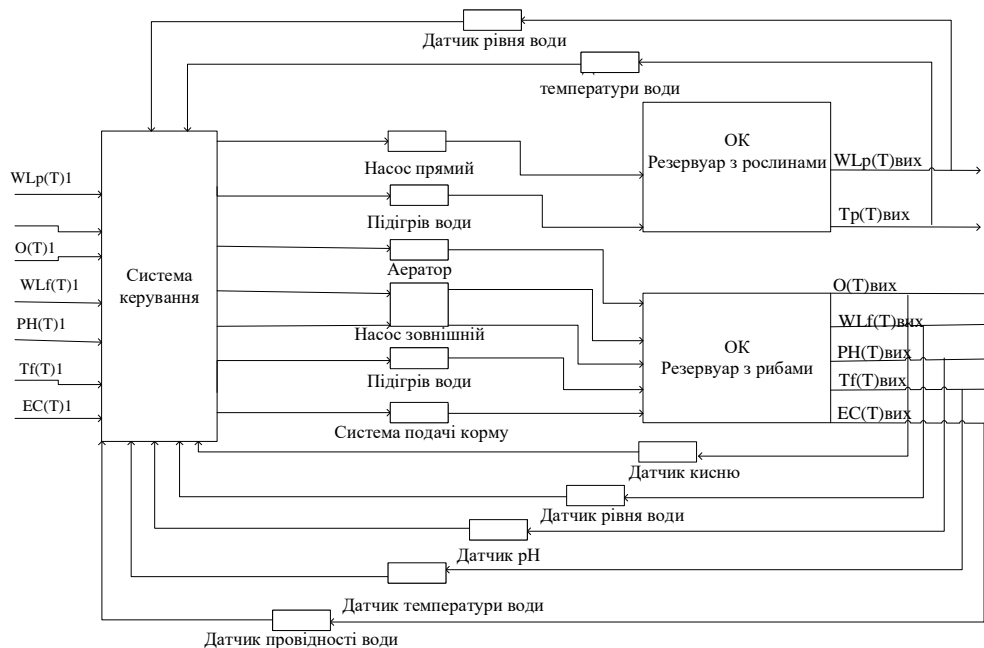 Датчик рівня води
температури води
ОК
Резервуар з рослинами
WLp(T)вих
Насос прямий
WLp(T)1
Підігрів води
Tp(T)вих
O(T)1
Аератор
Система
керування
WLf(T)1
O(T)вих
WLf(T)вих
PH(T)1
Насос зовнішній
ОК
Резервуар з рибами
PH(T)вих
Tf(T)1
Підігрів води
Tf(T)вих
EC(T)1
EC(T)вих
Система подачі корму
Датчик кисню
Датчик рівня води
Датчик pH
Датчик температури води
Датчик провідності води